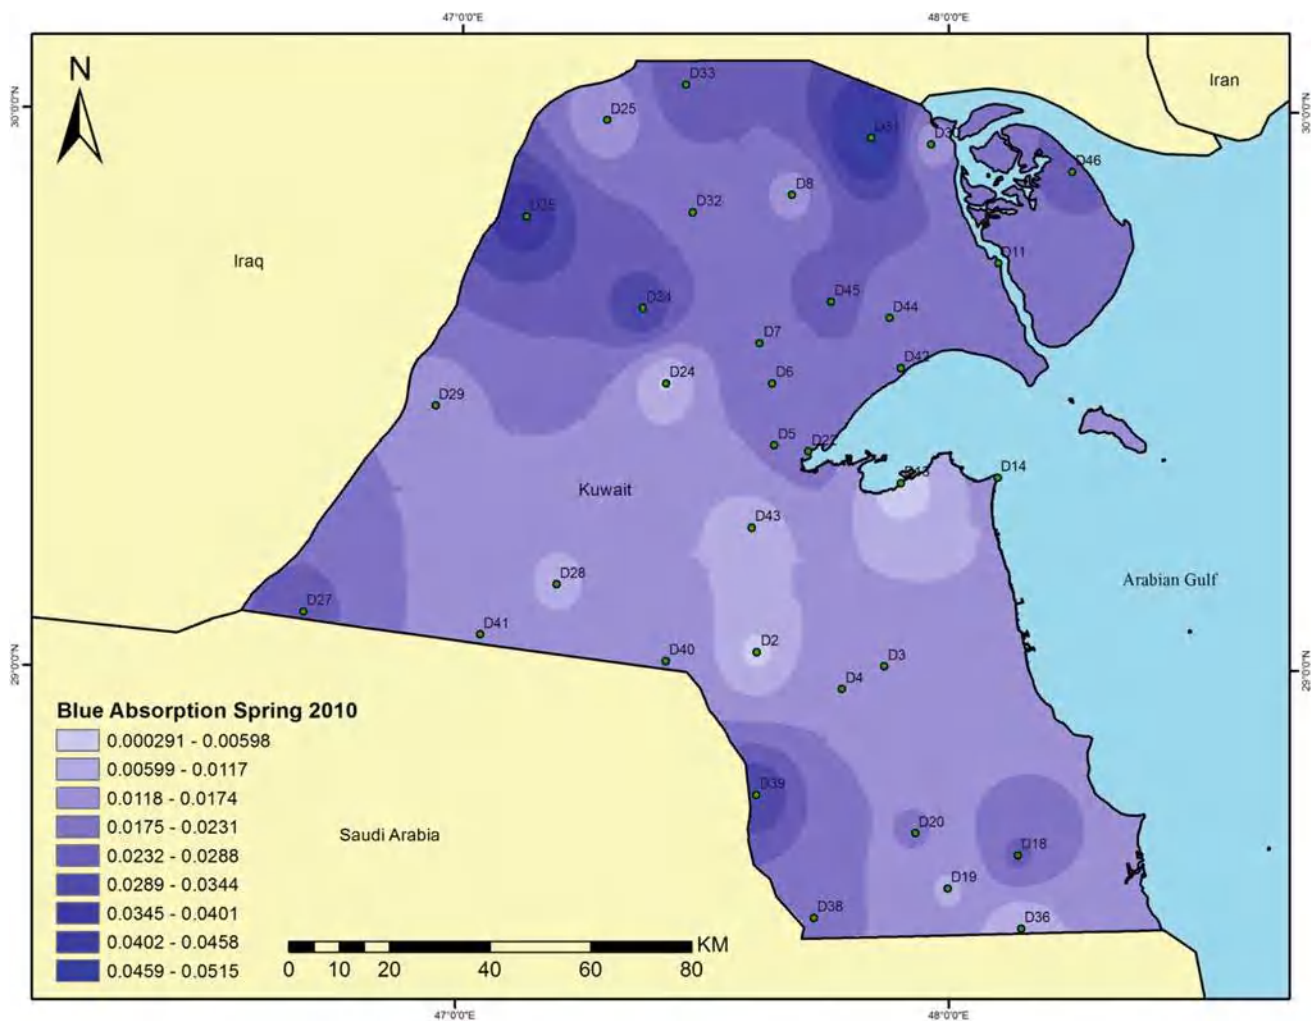 47°0'0"E
48°0'0"E
N
Iran
30°0'0"N
30°0'0"N
D33
D25
D31
D30
D46
D8
D35
D32
Iraq
D11
D34
D45
D44
D7
D42
D24
D6
D29
D5
D22
Kuwait
D13
D14
D43
Arabian Gulf
D28
D27
D41
D2
D3
D40
29°0'0"N
29°0'0"N
D4
Blue Absorption Spring 2010
0.000291 - 0.00598
0.00599 - 0.0117
0.0118 - 0.0174
0.0175 - 0.0231
0.0232 - 0.0288
0.0289 - 0.0344
0.0345 - 0.0401
0.0402 - 0.0458
0.0459 - 0.0515
D39
Saudi Arabia
D20
D18
D19
D38
D36
KM
0 10 20 40 60 80
47°0'0"E
48°0'0"E